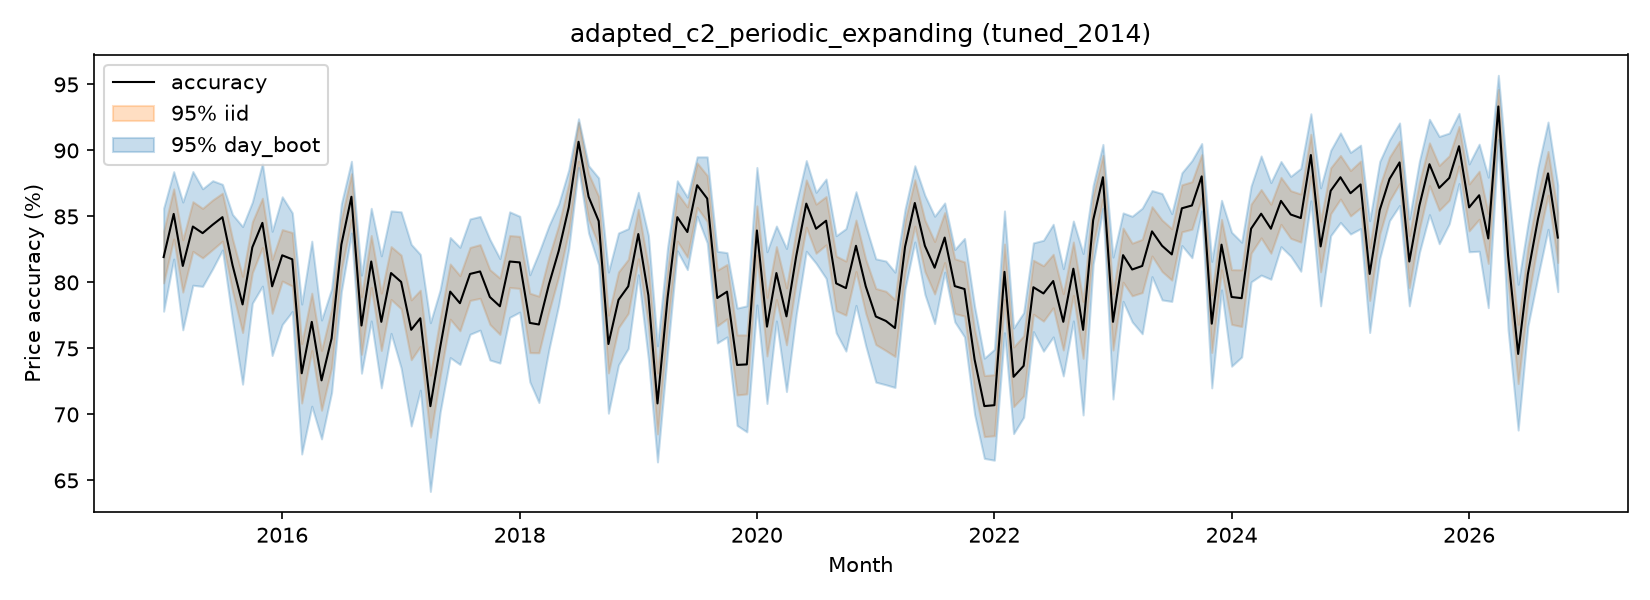 adapted_c2_periodic_expanding (tuned_2014)
accuracy
95% iid
95% day_boot
Price accuracy (%)
95
90
85
80
75
70
65
2016 2018 2020 2022 2024 2026
Month